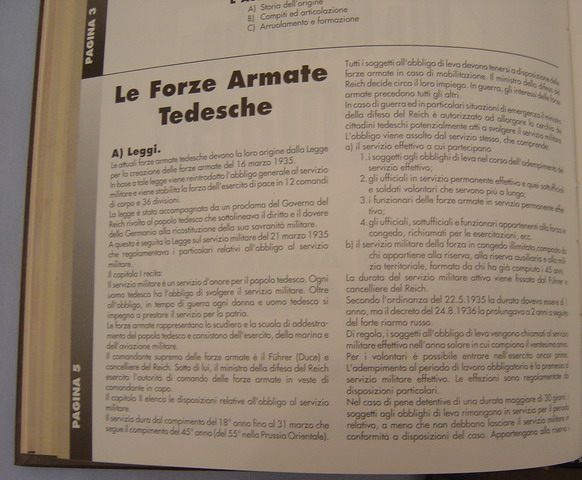 PAGINA 3
A) Storia dell'origine
B) Compiti ed articolazione
C) Arruolamento e formazione
Le Forze Armate
Tedesche
A) Leggi.
Le attuali forze armate tedesche devono la loro origine dalla Legge
per la creazione delle forze armate del 16 marzo 1935.
In base a tale legge viene reintrodotto l'obbligo generale al servizio
militare e viene stabilita la forza dell'esercito di pace in 12 comandi
di corpo e 36 divisioni.
La legge è stata accompagnata da un proclama del Governo del
Reich rivolto al popolo tedesco che sottolineava il diritto e il dovere
della Germania alla ricostituzione della sua sovranità militare.
A questo è seguita la Legge sul servizio militare del 21 marzo 1935
che regolamentava i particolari relativi all'obbligo al servizio
militare.
Il capitolo I recita:
Il servizio militare è un servizio d'onore per il popolo tedesco. Ogni
uomo tedesco ha l'obbligo di svolgere il servizio militare. Oltre
all'obbligo, in tempo di guerra ogni donna e uomo tedesco si
impegna a prestare il servizio per la patria.
Le forze armate rappresentano lo scudiero e la scuola di addestra-
mento del popolo tedesco e consistono dell'esercito, della marina e
dell'aviazione militare.
Il comandante supremo delle forze armate è il Führer (Duce) e
cancelliere del Reich. Sotto di lui, il ministro della difesa del Reich
esercita l'autorità di comando delle forze armate in veste di
comandante in capo.
Il capitolo II elenca le disposizioni relative all'obbligo al servizio
militare.
Il servizio dura dal compimento del 18° anno fino al 31 marzo che
segue il compimento del 45° anno (del 55° nella Prussia Orientale).
PAGINA 5
Tutti i soggetti all'obbligo di leva devono tenersi a disposizione delle
forze armate in caso di mobilitazione. Il ministro della difesa del
Reich decide circa il loro impiego. In guerra, gli interessi delle forze
armate precedono tutti gli altri.
In caso di guerra ed in particolari situazioni di emergenza il ministro
della difesa del Reich è autorizzato ad allargare la cerchia dei
cittadini tedeschi potenzialmente atti a svolgere il servizio militare.
L'obbligo viene assolto dal servizio stesso, che comprende:
a) il servizio effettivo a cui partecipano
1. i soggetti agli obblighi di leva nel corso dell'adempimento del
servizio effettivo;
2. gli ufficiali in servizio permanente effettivo e quei sottufficiali
e soldati volontari che servono più a lungo;
3. i funzionari delle forze armate in servizio permanente effet-
tivo;
4. gli ufficiali, sottufficiali e funzionari appartenenti alla forza in
congedo, richiamati per le esercitazioni, ecc.
b) il servizio militare della forza in congedo illimitato, composta da
chi appartiene alla riserva, alla riserva ausiliaria e alla mili-
zia territoriale, formata da chi ha già compiuto i 45 anni.
La durata del servizio militare attivo viene fissata dal Führer e
cancelliere del Reich.
Secondo l'ordinanza del 22.5.1935 la durata doveva essere di 1
anno, ma il decreto del 24.8.1936 la prolungava a 2 anni a seguito
del forte riarmo russo.
Di regola, i soggetti all'obbligo di leva vengono chiamati al servizio
militare effettivo nell'anno solare in cui compiono il ventesimo anno.
Per i volontari è possibile entrare nell'esercito ancor prima.
L'adempimento al periodo di lavoro obbligatorio è la premessa al
servizio militare effettivo. Le effezioni sono regolamentate da
disposizioni particolari.
Nel caso di pene detentive di una durata maggiore di 30 giorni, i
soggetti agli obblighi di leva rimangono in servizio per il periodo
relativo, a meno che non debbano lasciare il servizio militare in
conformità a disposizioni del caso. Appartengono alla riserva i